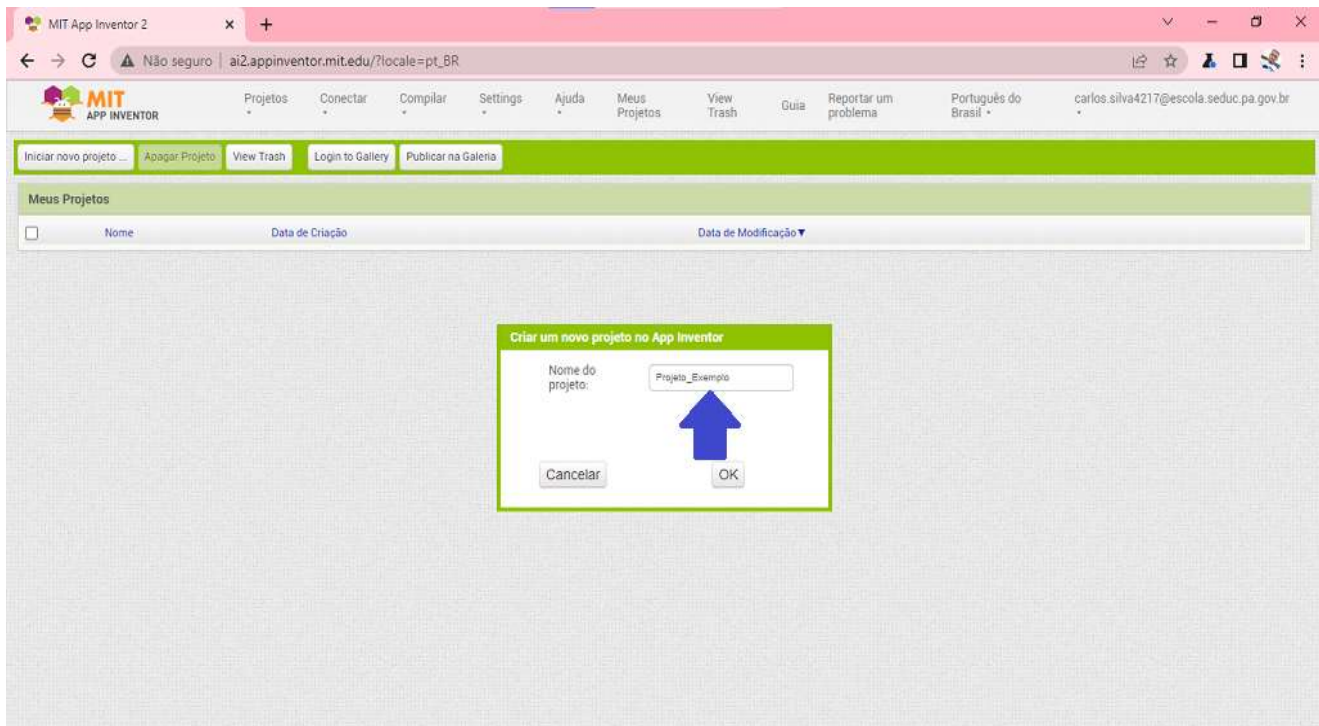 MIT App Inventor 2
Não seguro | ai2.appinventor.mit.edu/?locale=pt_BR
MIT
APP INVENTOR
Projetos
Conectar
Compilar
Settings
Ajuda
Meus
Projetos
View
Trash
Guia
Reportar um
problema
Português do
Brasil
carlos.silva4217@escola.seduc.pa.gov.br
Iniciar novo projeto ... Apagar Projeto View Trash Login to Gallery Publicar na Galeria
Meus Projetos
Nome Data de Criação Data de Modificação▼
Criar um novo projeto no App Inventor
Nome do
projeto:
Projeto_Exemplo
Cancelar OK